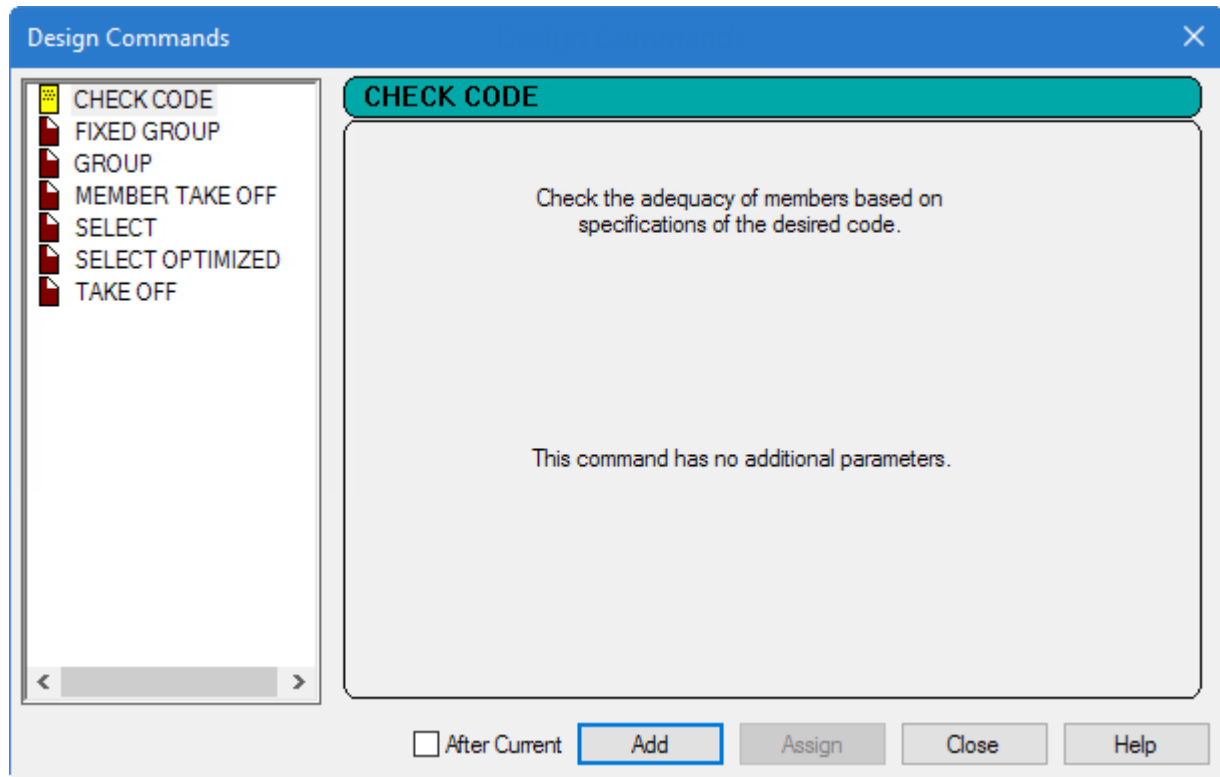 Design Commands
CHECK CODE
FIXED GROUP
GROUP
MEMBER TAKE OFF
SELECT
SELECT OPTIMIZED
TAKE OFF
CHECK CODE
Check the adequacy of members based on
specifications of the desired code.
This command has no additional parameters.
After Current
Add
Assign
Close
Help